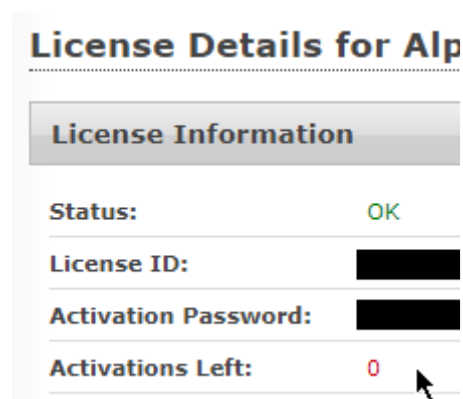 License Details for Alp
License Information
Status: OK
License ID:
Activation Password:
Activations Left: 0